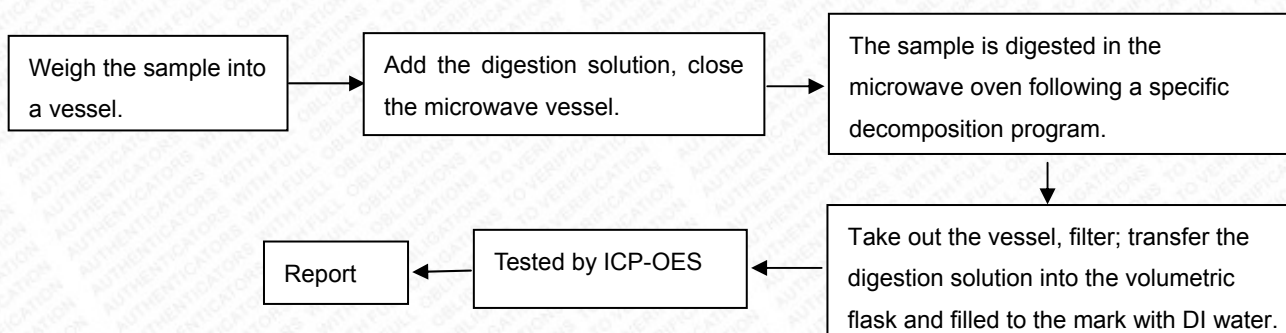 Weigh the sample into
a vessel.
Add the digestion solution, close
the microwave vessel.
The sample is digested in the
microwave oven following a specific
decomposition program.
Take out the vessel, filter; transfer the
digestion solution into the volumetric
flask and filled to the mark with DI water.
Tested by ICP-OES
Report